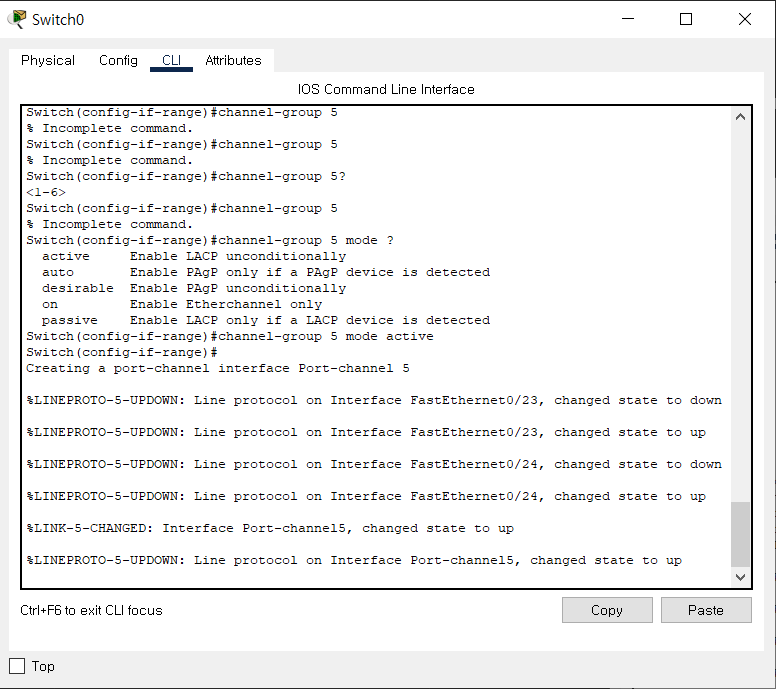 Switch0
Physical Config CLI Attributes
IOS Command Line Interface
Switch(config-if-range)#channel-group 5
% Incomplete command.
Switch(config-if-range)#channel-group 5
% Incomplete command.
Switch(config-if-range)#channel-group 5?
<1-6>
Switch(config-if-range)#channel-group 5
% Incomplete command.
Switch(config-if-range)#channel-group 5 mode ?
active Enable LACP unconditionally
auto Enable PAgP only if a PAgP device is detected
desirable Enable PAgP unconditionally
on Enable Etherchannel only
passive Enable LACP only if a LACP device is detected
Switch(config-if-range)#channel-group 5 mode active
Switch(config-if-range)#
Creating a port-channel interface Port-channel 5
%LINEPROTO-5-UPDOWN: Line protocol on Interface FastEthernet0/23, changed state to down
%LINEPROTO-5-UPDOWN: Line protocol on Interface FastEthernet0/23, changed state to up
%LINEPROTO-5-UPDOWN: Line protocol on Interface FastEthernet0/24, changed state to down
%LINEPROTO-5-UPDOWN: Line protocol on Interface FastEthernet0/24, changed state to up
%LINK-5-CHANGED: Interface Port-channel5, changed state to up
%LINEPROTO-5-UPDOWN: Line protocol on Interface Port-channel5, changed state to up
Ctrl+F6 to exit CLI focus
Copy Paste
Top